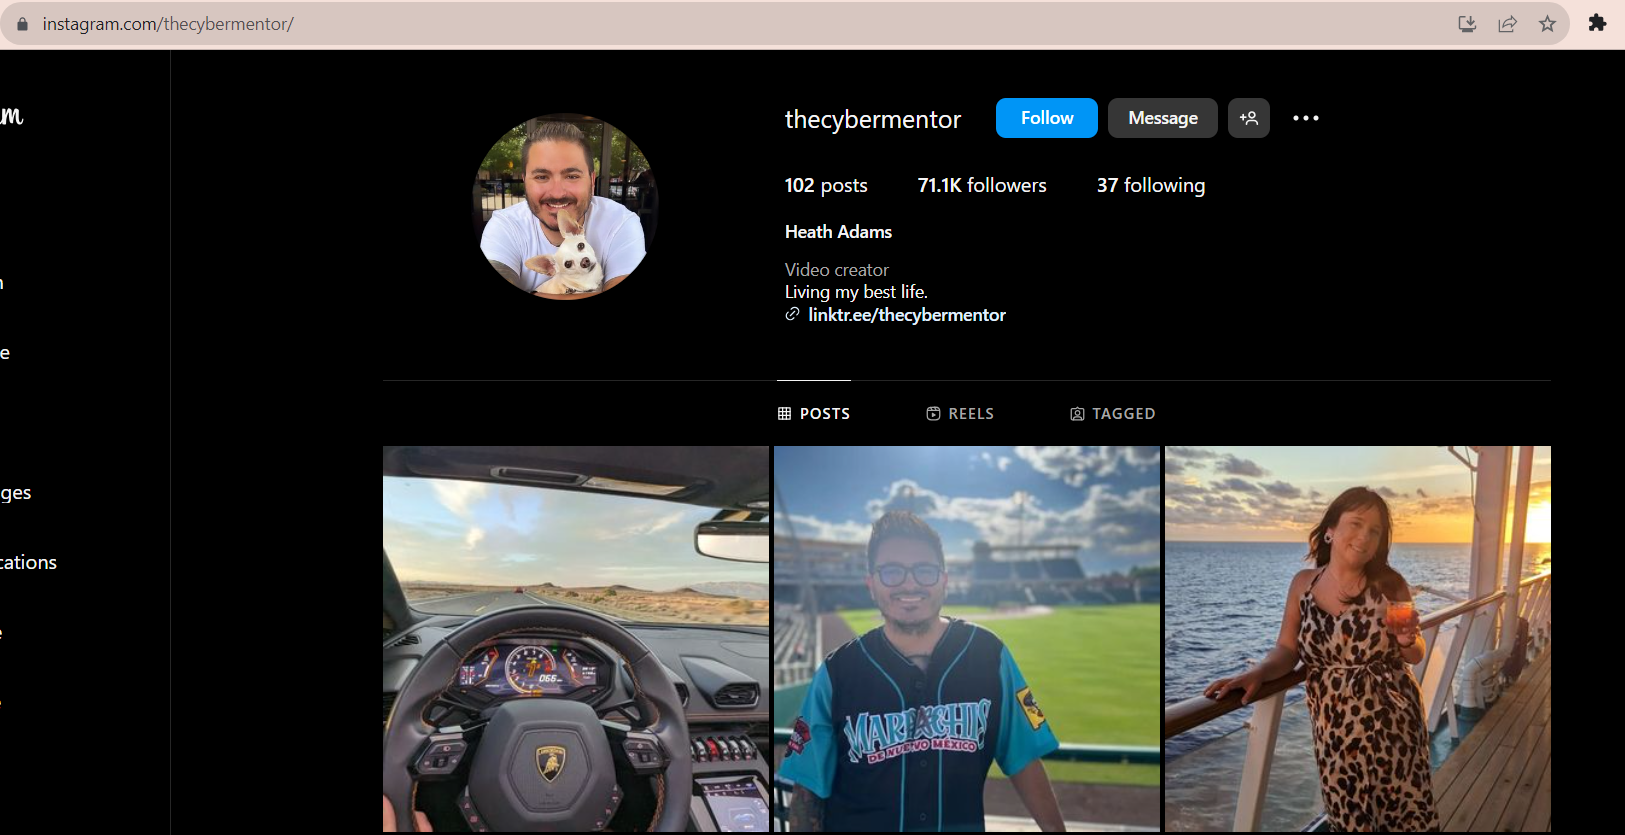 instagram.com/thecybermentor/
thecybermentor Follow Message
102 posts 71.1K followers 37 following
Heath Adams
Video creator
Living my best life.
linktr.ee/thecybermentor
ges
cations
POSTS REELS TAGGED
066
MARIACHIS
DE NUEVO MÉXICO